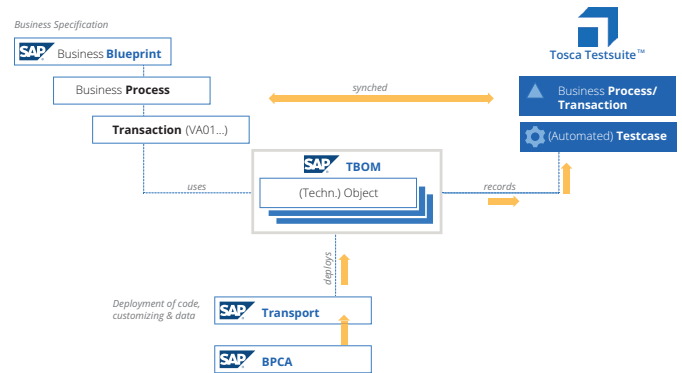 Business Specification
SAP Business Blueprint
Business Process
Transaction (VA01...)
synched
Tosca Testsuite™
Business Process/
Transaction
(Automated) Testcase
SAP TBOM
(Techn.) Object
uses
records
deploys
Deployment of code,
customizing & data
SAP Transport
SAP BPCA